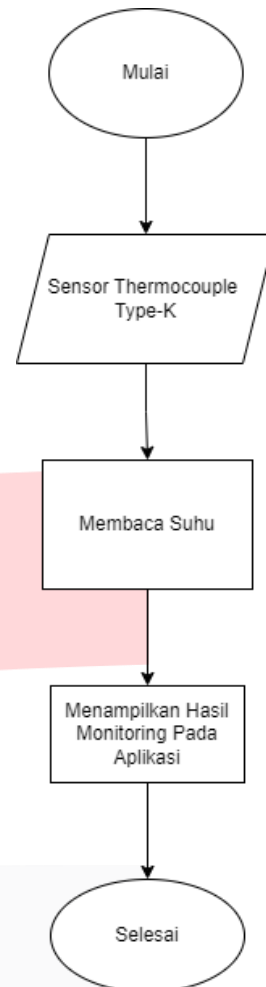 Mulai
Sensor Thermocouple
Type-K
Membaca Suhu
Menampilkan Hasil
Monitoring Pada
Aplikasi
Selesai